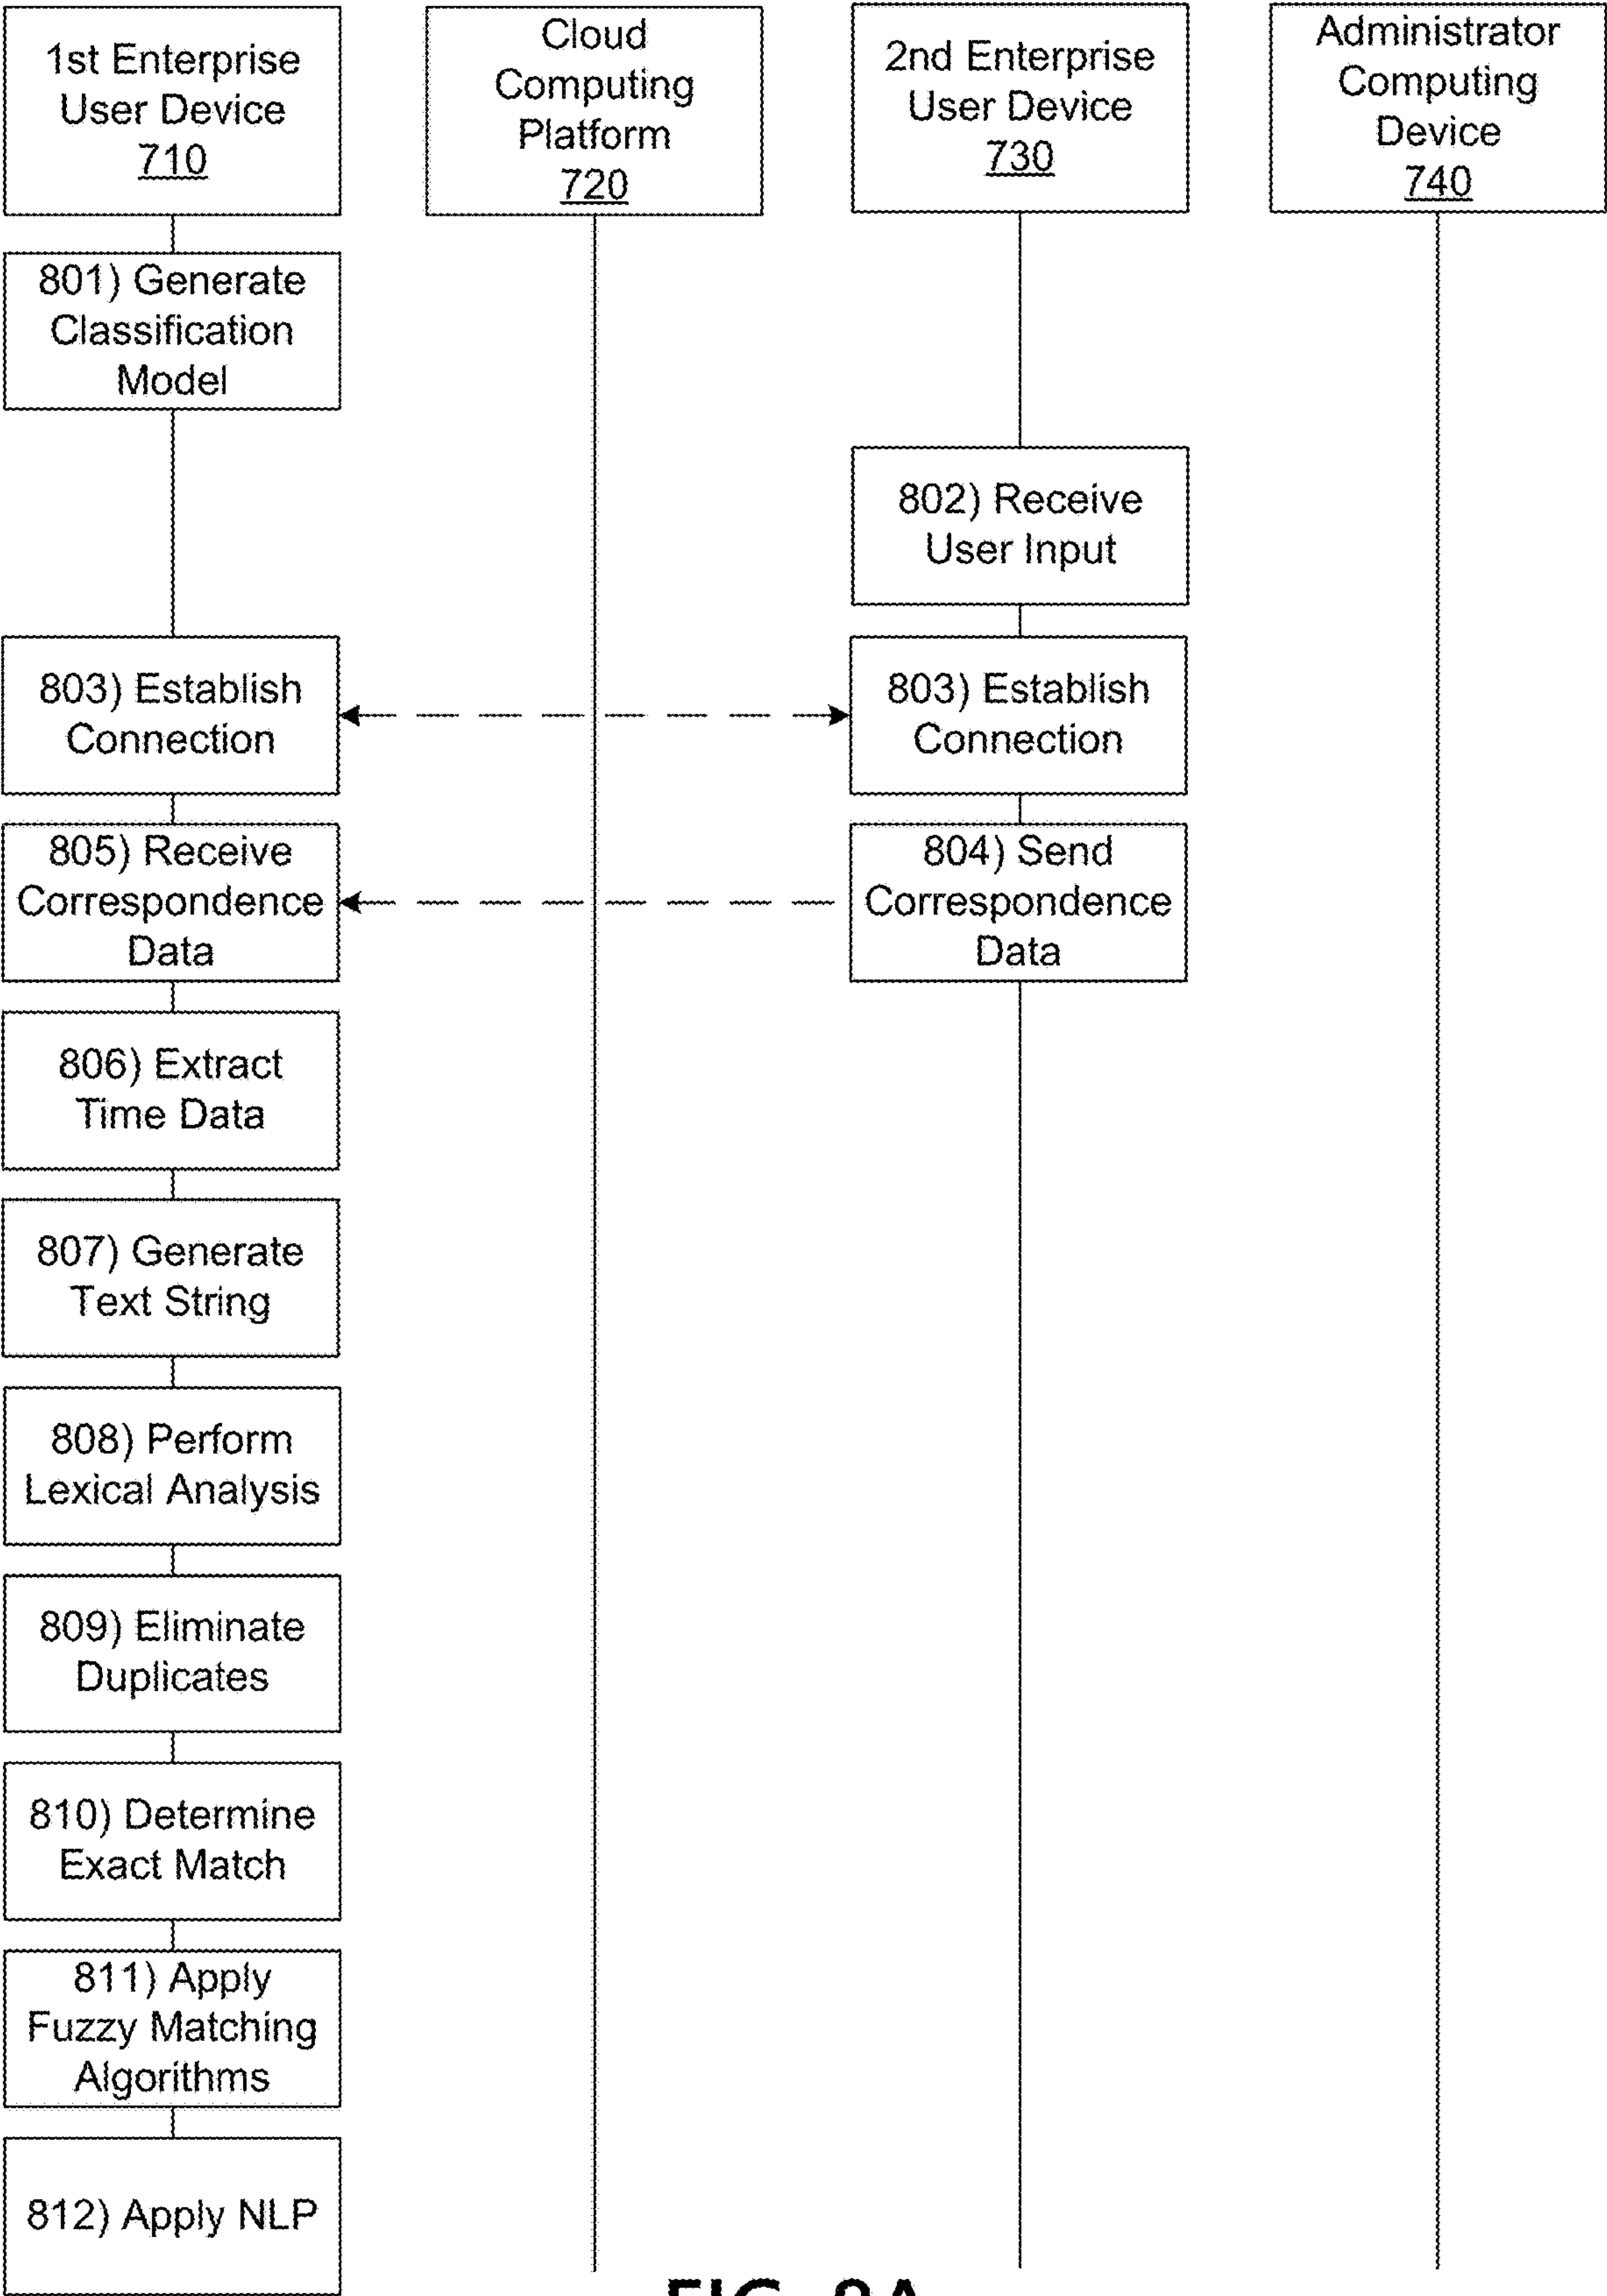 1st Enterprise
User Device
710
Cloud
Computing
Platform
720
2nd Enterprise
User Device
730
Administrator
Computing
Device
740
801) Generate
Classification
Model
802) Receive
User Input
803) Establish
Connection
803) Establish
Connection
805) Receive
Correspondence
Data
804) Send
Correspondence
Data
806) Extract
Time Data
807) Generate
Text String
808) Perform
Lexical Analysis
809) Eliminate
Duplicates
810) Determine
Exact Match
811) Apply
Fuzzy Matching
Algorithms
812) Apply NLP
FIG. 8A